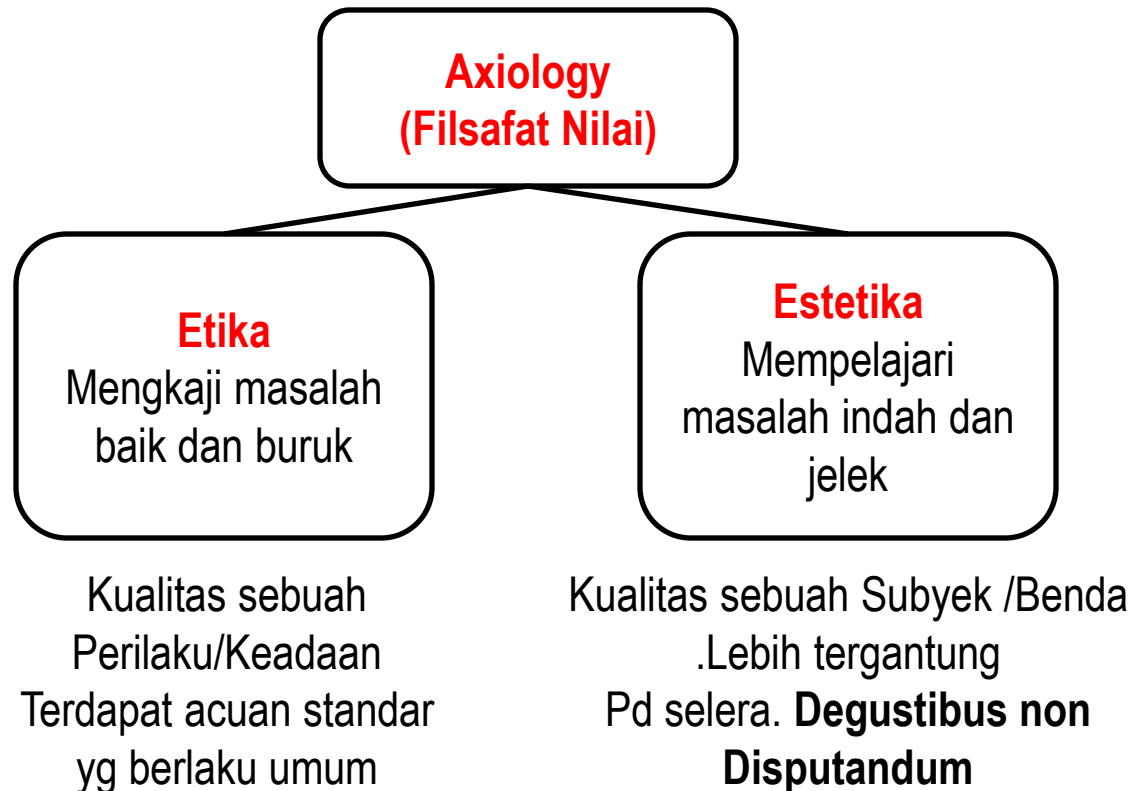 Axiology
(Filsafat Nilai)
Etika
Mengkaji masalah
baik dan buruk
Estetika
Mempelajari
masalah indah dan
jelek
Kualitas sebuah
Perilaku/Keadaan
Terdapat acuan standar
yg berlaku umum
Kualitas sebuah Subyek /Benda
.Lebih tergantung
Pd selera. Degustibus non
Disputandum